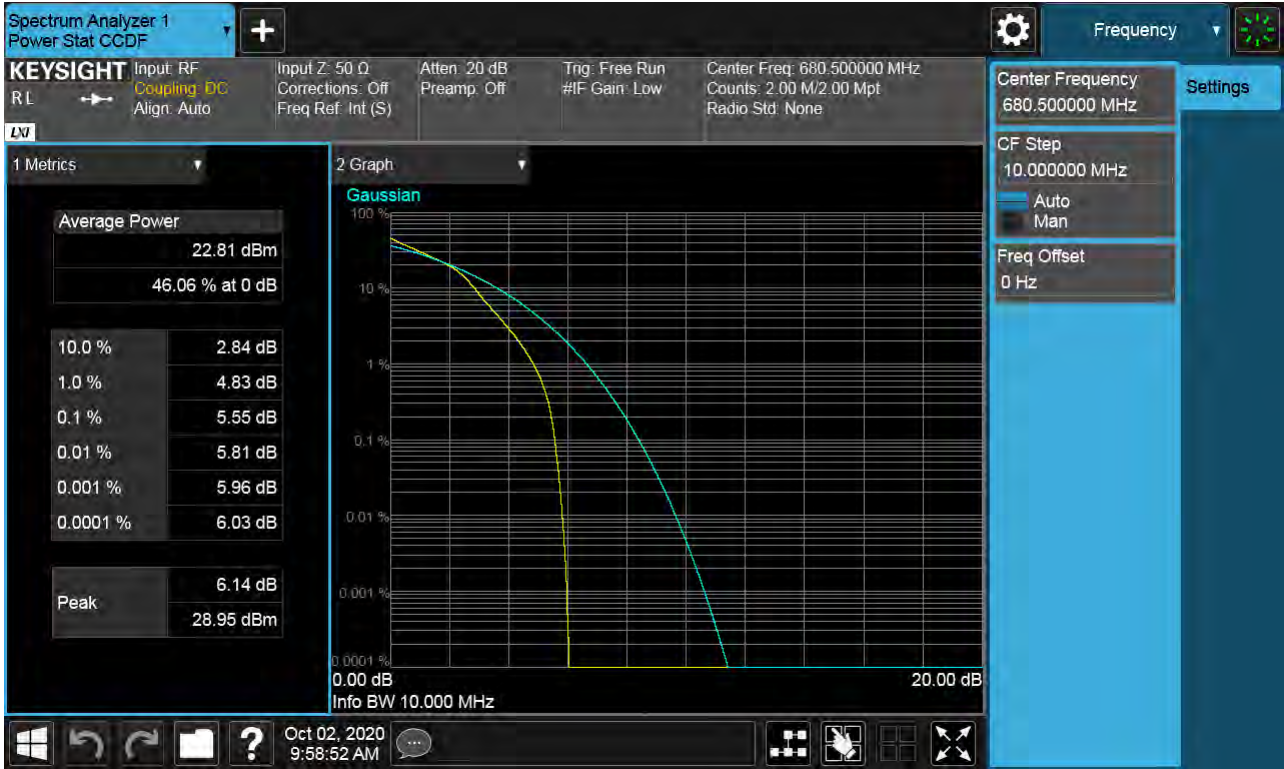 Spectrum Analyzer 1
Power Stat CCDF
Frequency
KEYSIGHT
RL
LXI
Input: RF
Coupling: DC
Align: Auto
Input Z: 50 Ω
Corrections: Off
Freq Ref: Int (S)
Atten: 20 dB
Preamp: Off
Trig: Free Run
#IF Gain: Low
Center Freq: 680.500000 MHz
Counts: 2.00 M/2.00 Mpt
Radio Std: None
1 Metrics
Average Power
22.81 dBm
46.06 % at 0 dB
10.0 % 2.84 dB
1.0 % 4.83 dB
0.1 % 5.55 dB
0.01 % 5.81 dB
0.001 % 5.96 dB
0.0001 % 6.03 dB
Peak
6.14 dB
28.95 dBm
2 Graph
Gaussian
100 %
10 %
1 %
0.1 %
0.01 %
0.001 %
0.0001 %
0.00 dB 20.00 dB
Info BW 10.000 MHz
Center Frequency
680.500000 MHz
Settings
CF Step
10.000000 MHz
Auto
Man
Freq Offset
0 Hz
?
Oct 02, 2020
9:58:52 AM